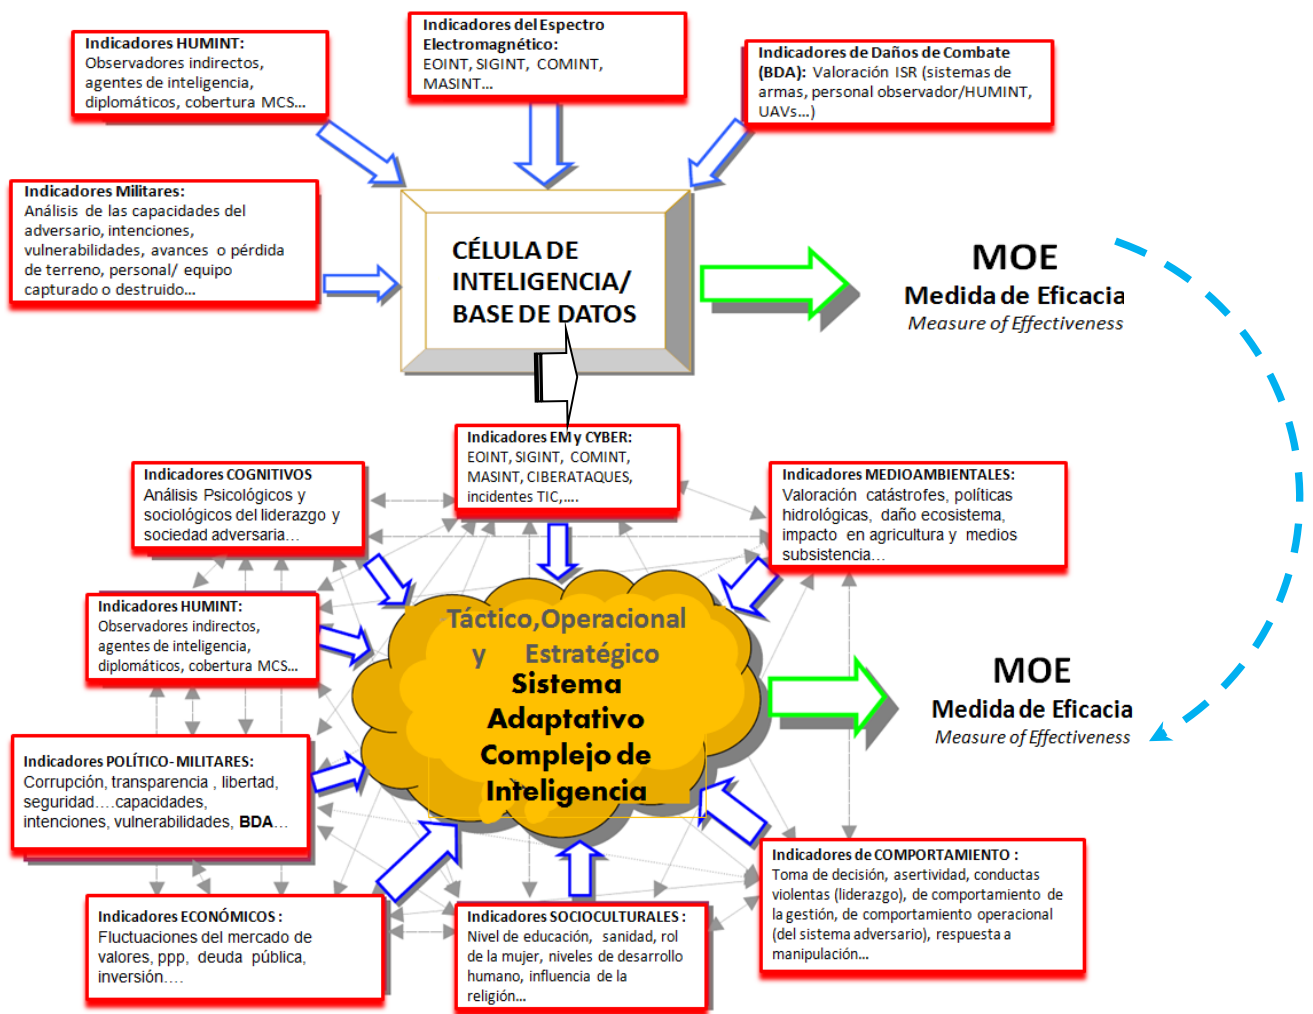 Indicadores HUMINT:
Observadores indirectos,
agentes de inteligencia,
diplomáticos, cobertura MCS...
Indicadores del Espectro
Electromagnético:
EOINT, SIGINT, COMINT,
MASINT...
Indicadores de Daños de Combate
(BDA): Valoración ISR (sistemas de
armas, personal observador/HUMINT,
UAVs...)
Indicadores Militares:
Análisis de las capacidades del
adversario, intenciones,
vulnerabilidades, avances o pérdida
de terreno, personal/ equipo
capturado o destruido...
CÉLULA DE
INTELIGENCIA/
BASE DE DATOS
MOE
Medida de Eficacia
Measure of Effectiveness
Indicadores EM y CYBER:
EOINT, SIGINT, COMINT,
MASINT, CIBERATAQUES,
incidentes TIC,....
Indicadores COGNITIVOS
Análisis Psicológicos y
sociológicos del liderazgo y
sociedad adversaria...
Indicadores MEDIOAMBIENTALES:
Valoración catástrofes, políticas
hidrológicas, daño ecosistema,
impacto en agricultura y medios
subsistencia...
Indicadores HUMINT:
Observadores indirectos,
agentes de inteligencia,
diplomáticos, cobertura MCS...
Táctico,Operacional
y Estratégico
Sistema
Adaptativo
Complejo de
Inteligencia
MOE
Medida de Eficacia
Measure of Effectiveness
Indicadores POLÍTICO- MILITARES:
Corrupción, transparencia , libertad,
seguridad....capacidades,
intenciones, vulnerabilidades, BDA...
Indicadores de COMPORTAMIENTO :
Toma de decisión, asertividad, conductas
violentas (liderazgo), de comportamiento de
la gestión, de comportamiento operacional
(del sistema adversario), respuesta a
manipulación...
Indicadores ECONÓMICOS :
Fluctuaciones del mercado de
valores, ppp, deuda pública,
inversión....
Indicadores SOCIOCULTURALES :
Nivel de educación, sanidad, rol
de la mujer, niveles de desarrollo
humano, influencia de la
religión...